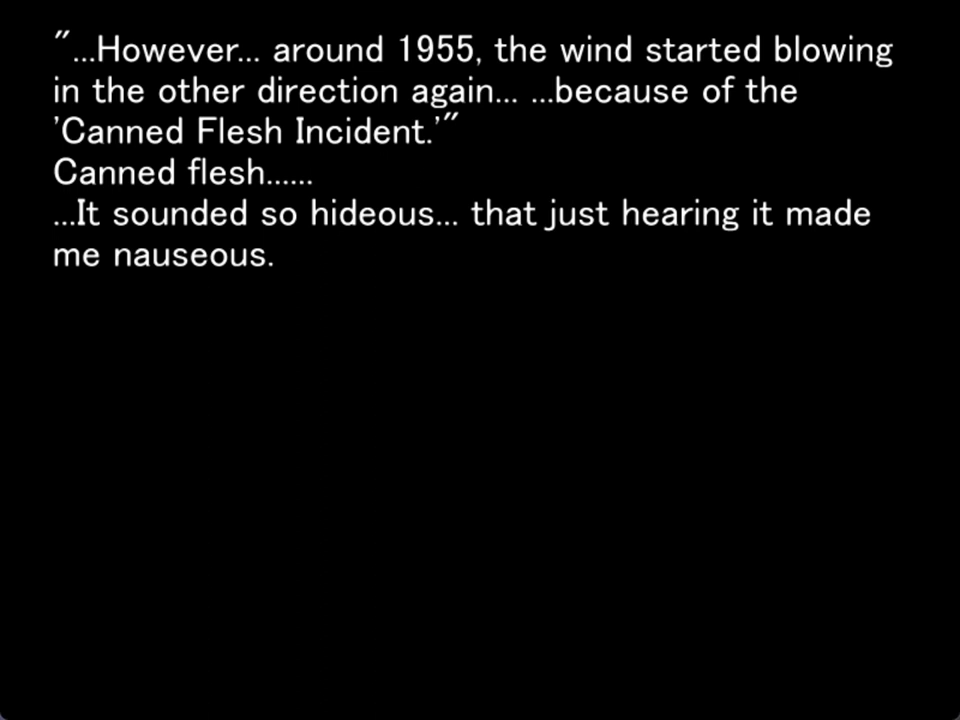 "...However... around 1955, the wind started blowing
in the other direction again... ...because of the
'Canned Flesh Incident.'"
Canned flesh......
...It sounded so hideous... that just hearing it made
me nauseous.